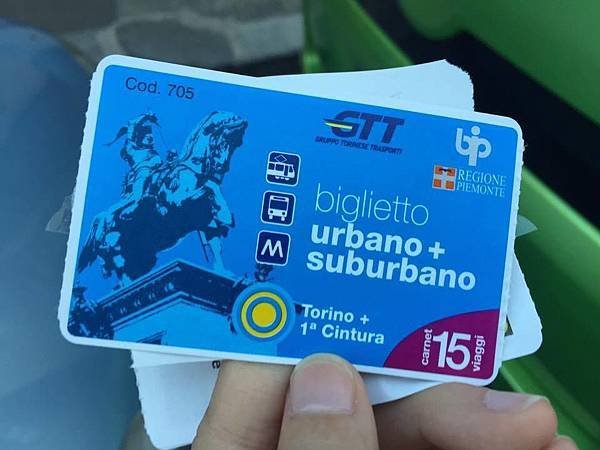 Cod. 705
GTT
GRUPPO TORINESE TRASPORTI
bip
REGIONE
PIEMONTE
biglietto
urbano +
suburbano
M
Torino +
1ª Cintura
carnet
15
viaggi